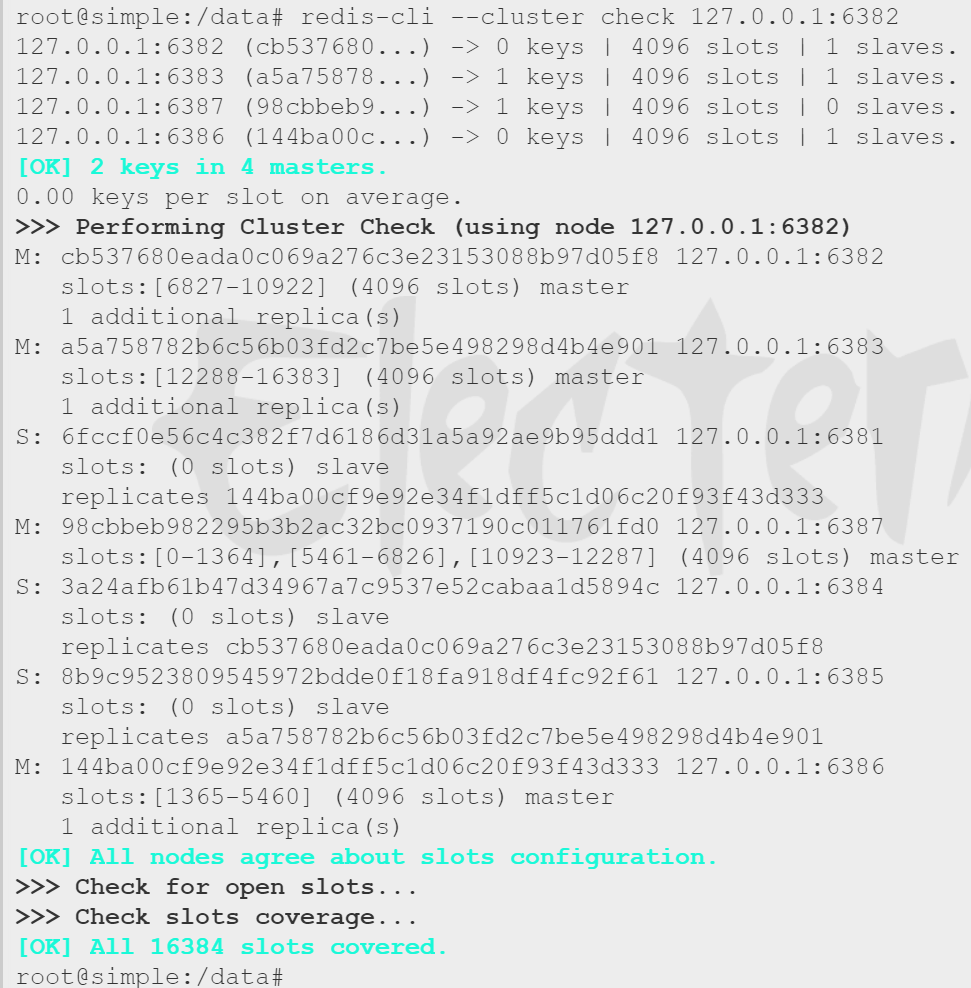 root@simple:/data# redis-cli --cluster check 127.0.0.1:6382
127.0.0.1:6382 (cb537680...) -> 0 keys | 4096 slots | 1 slaves.
127.0.0.1:6383 (a5a75878...) -> 1 keys | 4096 slots | 1 slaves.
127.0.0.1:6387 (98cbbeb9...) -> 1 keys | 4096 slots | 0 slaves.
127.0.0.1:6386 (144ba00c...) -> 0 keys | 4096 slots | 1 slaves.
[OK] 2 keys in 4 masters.
0.00 keys per slot on average.
>>> Performing Cluster Check (using node 127.0.0.1:6382)
M: cb537680eada0c069a276c3e23153088b97d05f8 127.0.0.1:6382
   slots:[6827-10922] (4096 slots) master
   1 additional replica(s)
M: a5a758782b6c56b03fd2c7be5e498298d4b4e901 127.0.0.1:6383
   slots:[12288-16383] (4096 slots) master
   1 additional replica(s)
S: 6fccf0e56c4c382f7d6186d31a5a92ae9b95ddd1 127.0.0.1:6381
   slots: (0 slots) slave
   replicates 144ba00cf9e92e34f1dff5c1d06c20f93f43d333
M: 98cbbeb982295b3b2ac32bc0937190c011761fd0 127.0.0.1:6387
   slots:[0-1364],[5461-6826],[10923-12287] (4096 slots) master
S: 3a24afb61b47d34967a7c9537e52cabaa1d5894c 127.0.0.1:6384
   slots: (0 slots) slave
   replicates cb537680eada0c069a276c3e23153088b97d05f8
S: 8b9c9523809545972bdde0f18fa918df4fc92f61 127.0.0.1:6385
   slots: (0 slots) slave
   replicates a5a758782b6c56b03fd2c7be5e498298d4b4e901
M: 144ba00cf9e92e34f1dff5c1d06c20f93f43d333 127.0.0.1:6386
   slots:[1365-5460] (4096 slots) master
   1 additional replica(s)
[OK] All nodes agree about slots configuration.
>>> Check for open slots...
>>> Check slots coverage...
[OK] All 16384 slots covered.
root@simple:/data#